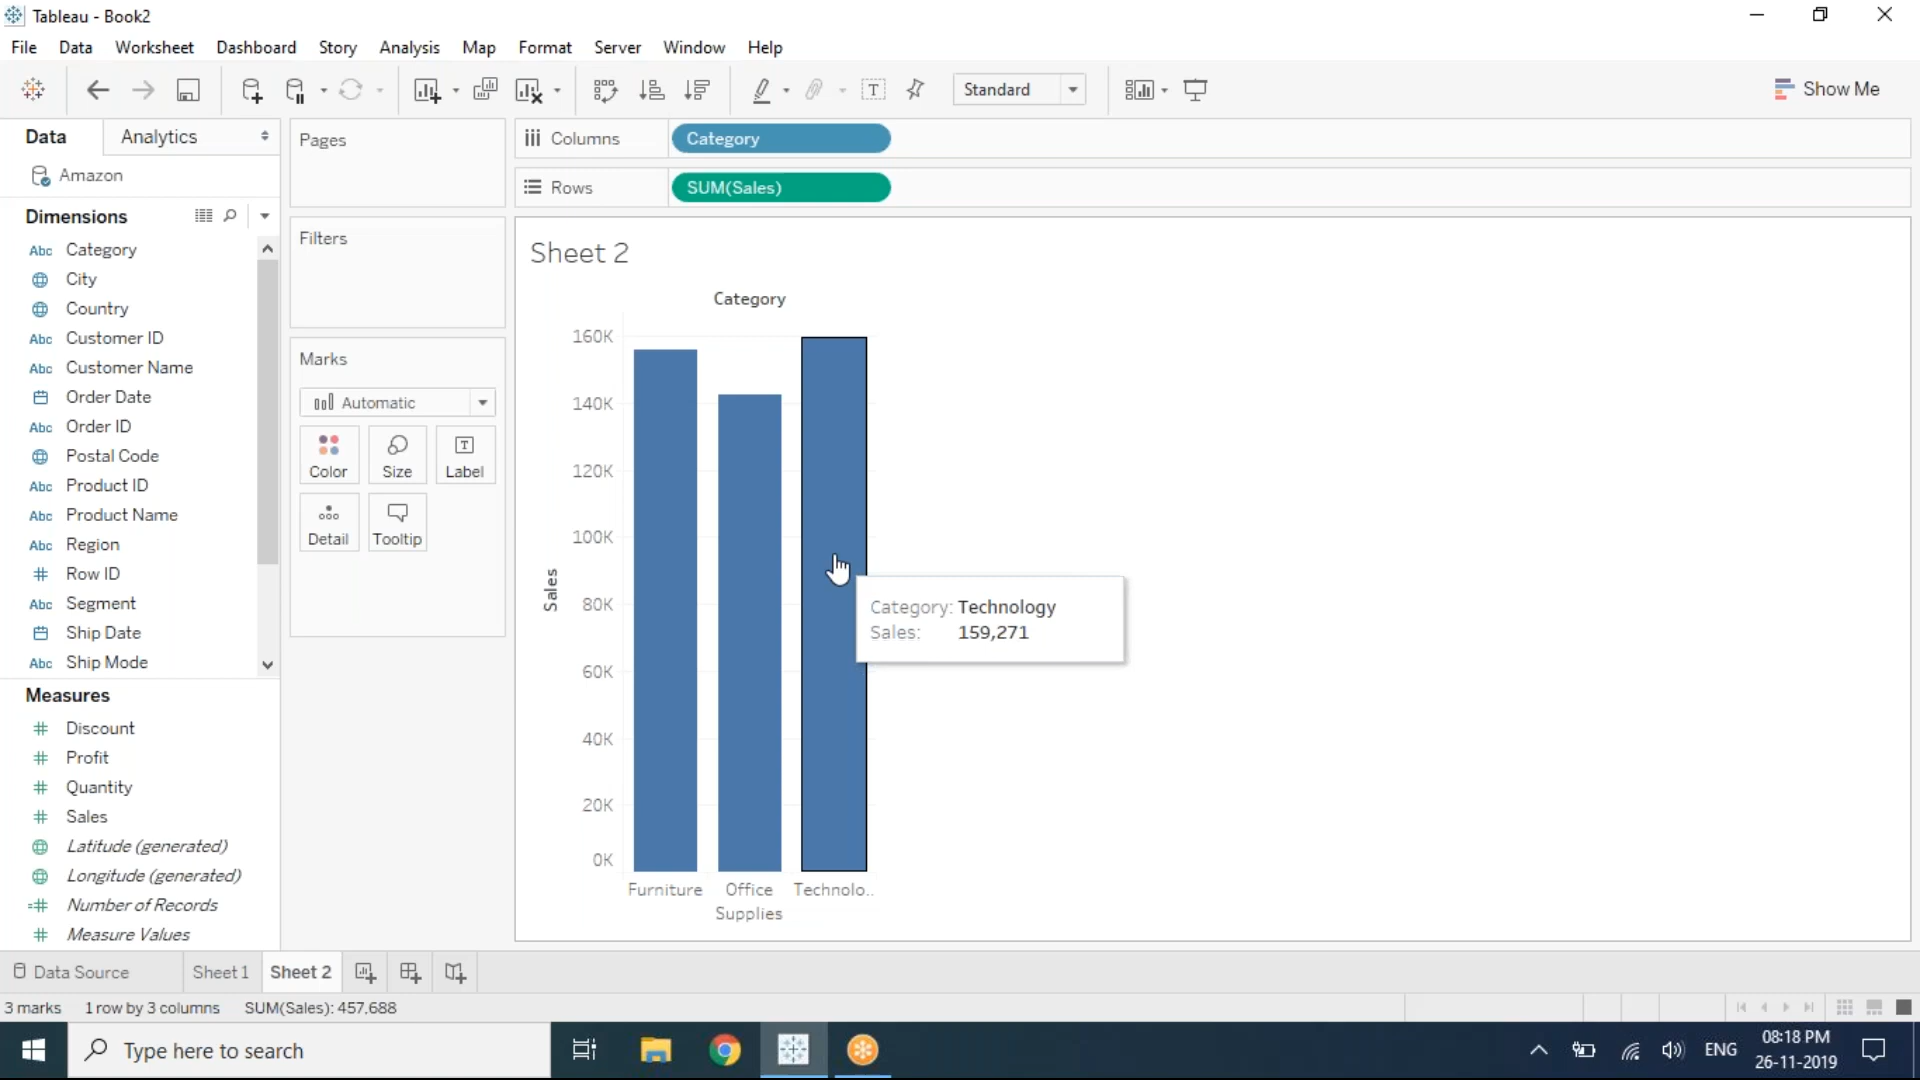 Tableau - Book2
File Data Worksheet Dashboard Story Analysis Map Format Server Window Help
Standard
Show Me
Data Analytics
Amazon
Dimensions
Abc Category
City
Country
Abc Customer ID
Abc Customer Name
Order Date
Abc Order ID
Postal Code
Abc Product ID
Abc Product Name
Abc Region
# Row ID
Abc Segment
Ship Date
Abc Ship Mode
Measures
# Discount
# Profit
# Quantity
# Sales
Latitude (generated)
Longitude (generated)
=# Number of Records
# Measure Values
Pages
Filters
Marks
Automatic
Color Size Label
Detail Tooltip
Columns Category
Rows SUM(Sales)
Sheet 2
Category
160K
140K
120K
100K
80K
60K
40K
20K
0K
Sales
Furniture Office Technolo..
Supplies
Category: Technology
Sales: 159,271
Data Source Sheet 1 Sheet 2
3 marks 1 row by 3 columns SUM(Sales): 457,688
Type here to search
ENG
08:18 PM
26-11-2019